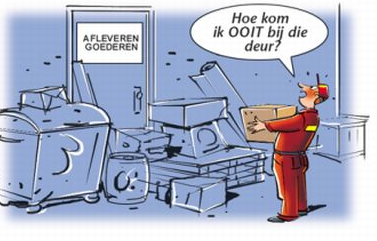 AFLEVEREN
GOEDEREN
Hoe kom
ik OOIT bij die
deur?